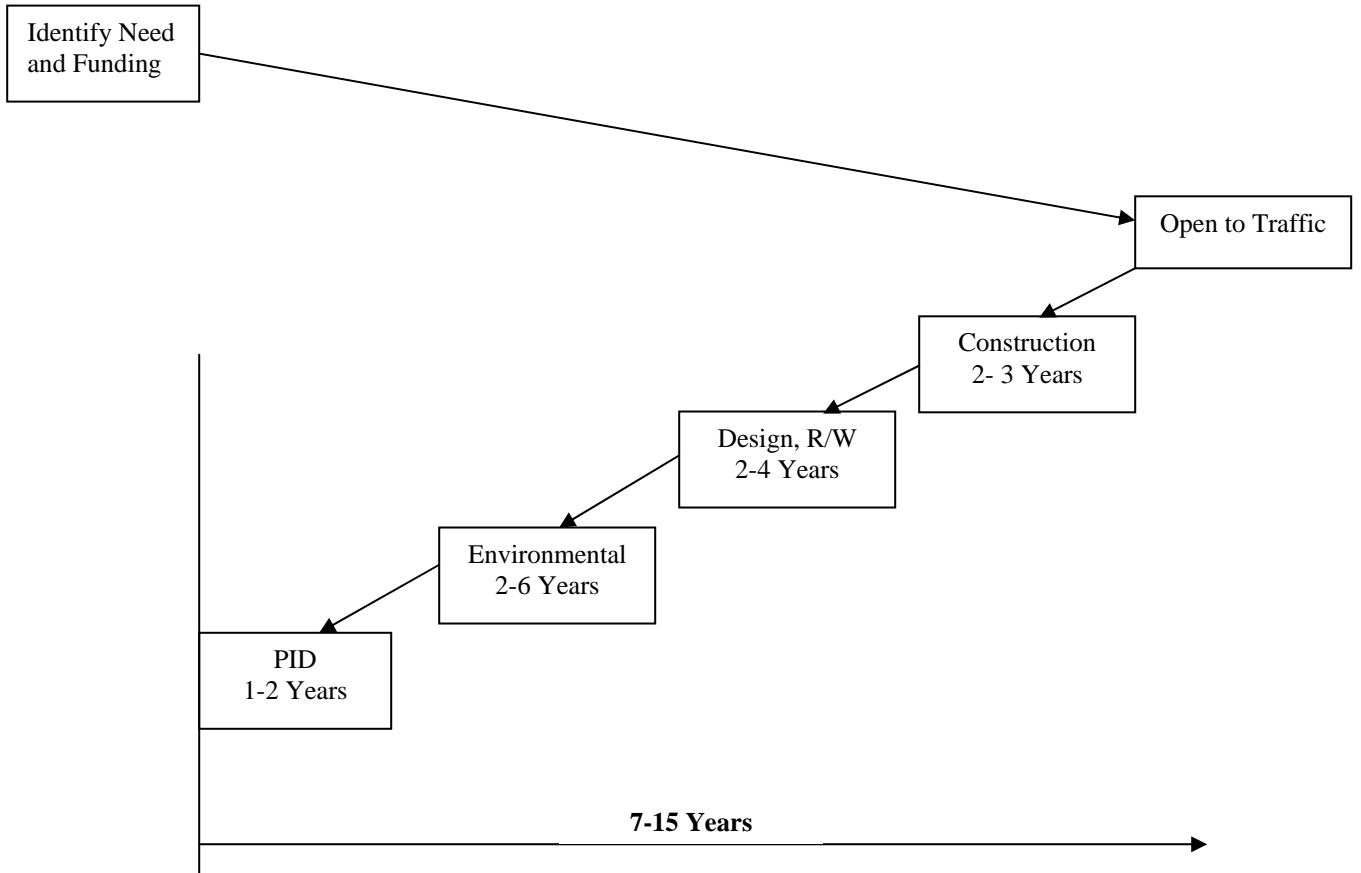 Identify Need
and Funding
Open to Traffic
Construction
2- 3 Years
Design, R/W
2-4 Years
Environmental
2-6 Years
PID
1-2 Years
7-15 Years